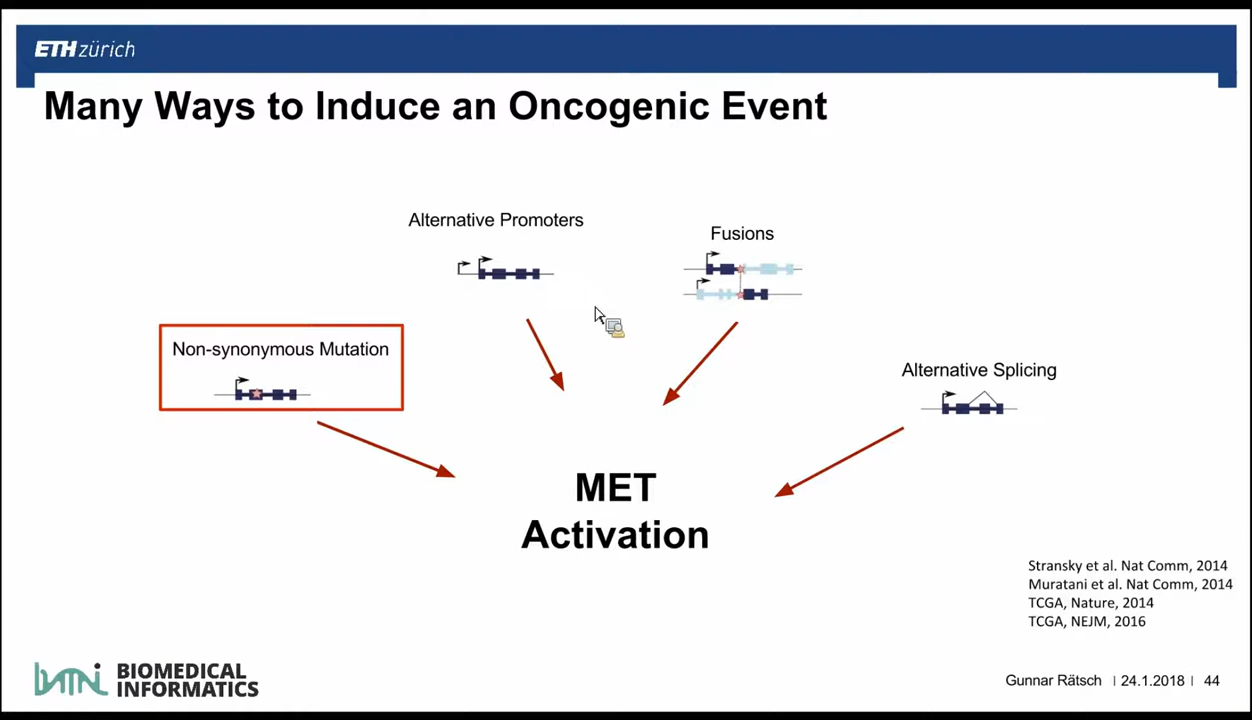 ETH zürich
Many Ways to Induce an Oncogenic Event
Alternative Promoters
Fusions
Non-synonymous Mutation
Alternative Splicing
MET
Activation
Stransky et al. Nat Comm, 2014
Muratani et al. Nat Comm, 2014
TCGA, Nature, 2014
TCGA, NEJM, 2016
bmi BIOMEDICAL
INFORMATICS
Gunnar Rätsch | 24.1.2018 | 44